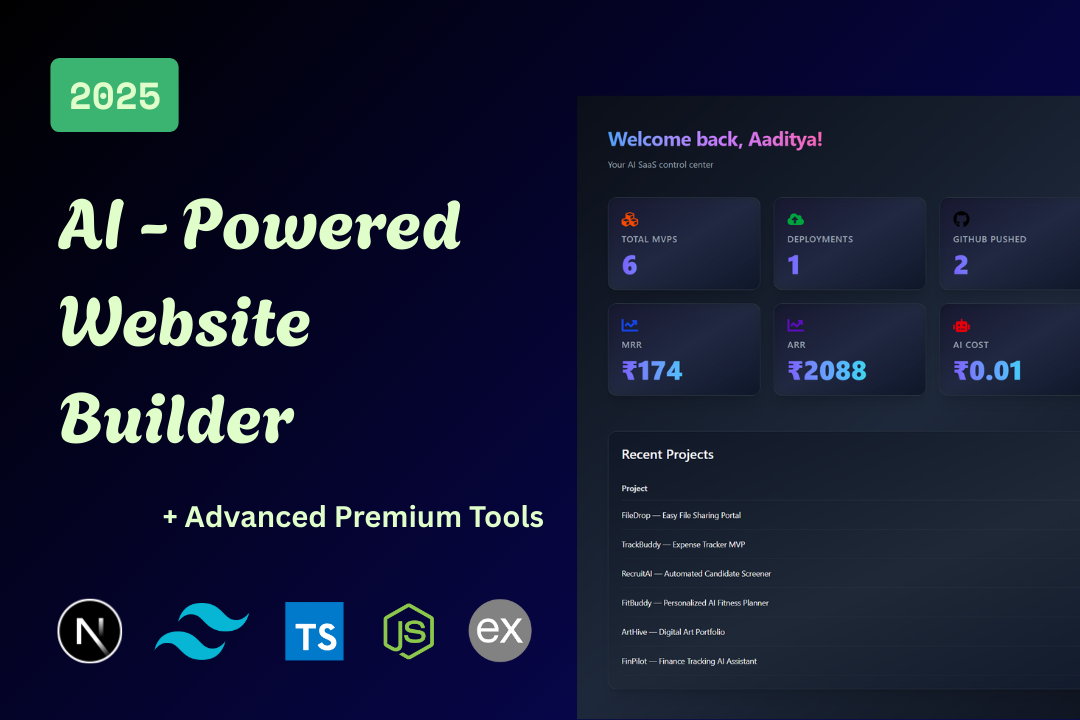 2025
AI - Powered
Website
Builder
+ Advanced Premium Tools
N
TS
JS
ex
Welcome back, Aaditya!
Your AI SaaS control center
TOTAL MVPS
6
DEPLOYMENTS
1
GITHUB PUSHED
2
MRR
₹174
ARR
₹2088
AI COST
₹0.01
Recent Projects
Project
FileDrop — Easy File Sharing Portal
TrackBuddy — Expense Tracker MVP
RecruitAI — Automated Candidate Screener
FitBuddy — Personalized AI Fitness Planner
ArtHive — Digital Art Portfolio
FinPilot — Finance Tracking AI Assistant